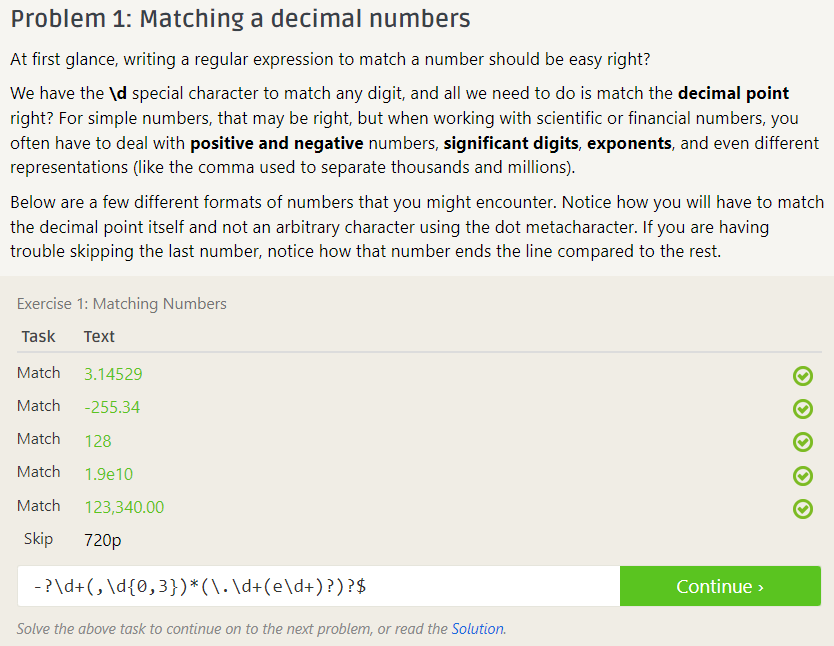 Problem 1: Matching a decimal numbers
At first glance, writing a regular expression to match a number should be easy right?
We have the \d special character to match any digit, and all we need to do is match the decimal point
right? For simple numbers, that may be right, but when working with scientific or financial numbers, you
often have to deal with positive and negative numbers, significant digits, exponents, and even different
representations (like the comma used to separate thousands and millions).
Below are a few different formats of numbers that you might encounter. Notice how you will have to match
the decimal point itself and not an arbitrary character using the dot metacharacter. If you are having
trouble skipping the last number, notice how that number ends the line compared to the rest.
Exercise 1: Matching Numbers
Task Text
Match 3.14529
Match -255.34
Match 128
Match 1.9e10
Match 123,340.00
Skip 720p
-?\d+(,\d{0,3})*(\.\d+(e\d+)?)?$ Continue ›
Solve the above task to continue on to the next problem, or read the Solution.